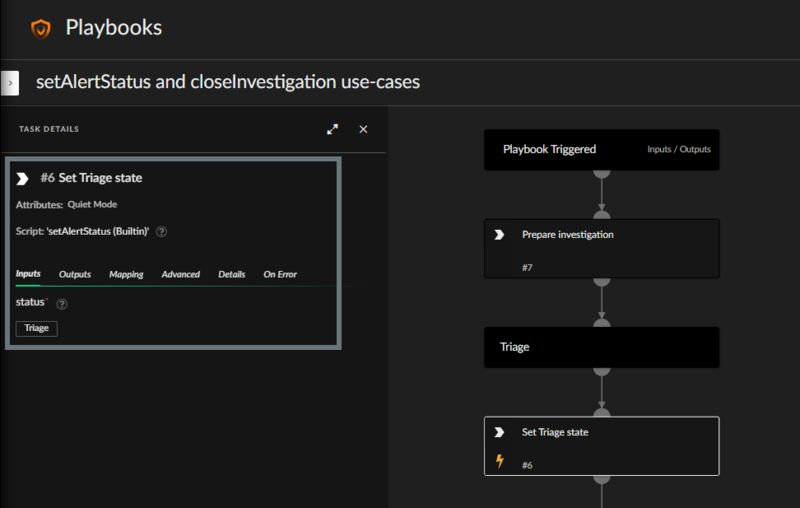 Playbooks
setAlertStatus and closeInvestigation use-cases
TASK DETAILS
#6 Set Triage state
Attributes: Quiet Mode
Script: 'setAlertStatus (Builtin)' ?
Inputs Outputs Mapping Advanced Details On Error
status* ?
Triage
Playbook Triggered Inputs / Outputs
Prepare investigation
#7
Triage
Set Triage state
#6